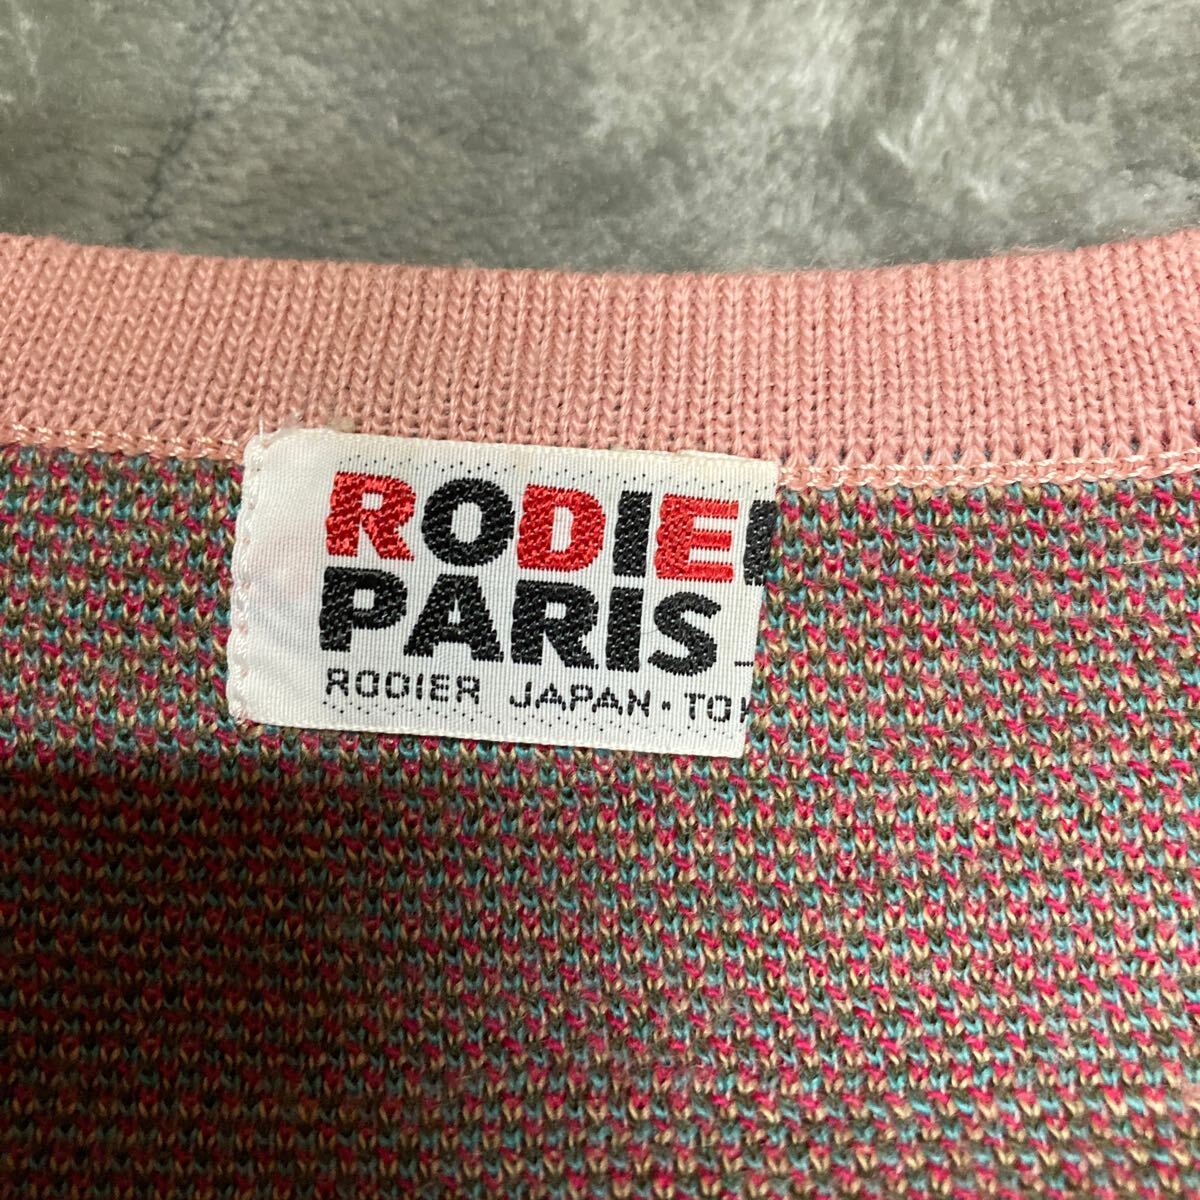 RODIE
PARIS
RODIER JAPAN · TO